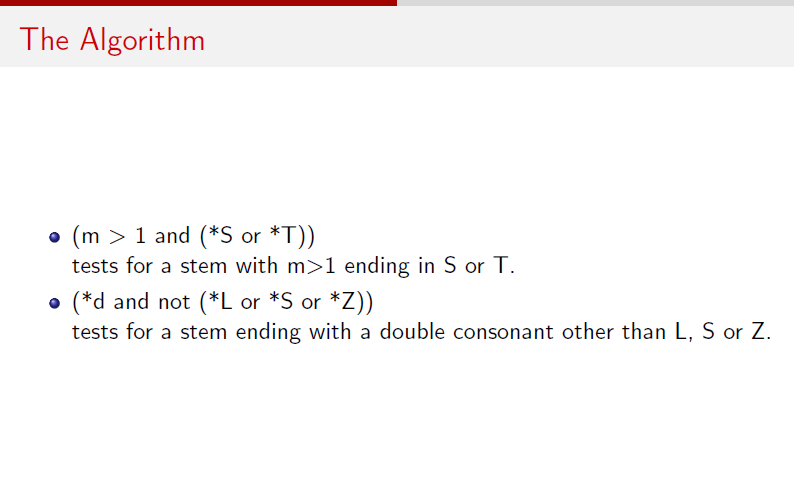 The Algorithm
(m > 1 and (*S or *T))
tests for a stem with m>1 ending in S or T.
(*d and not (*L or *S or *Z))
tests for a stem ending with a double consonant other than L, S or Z.